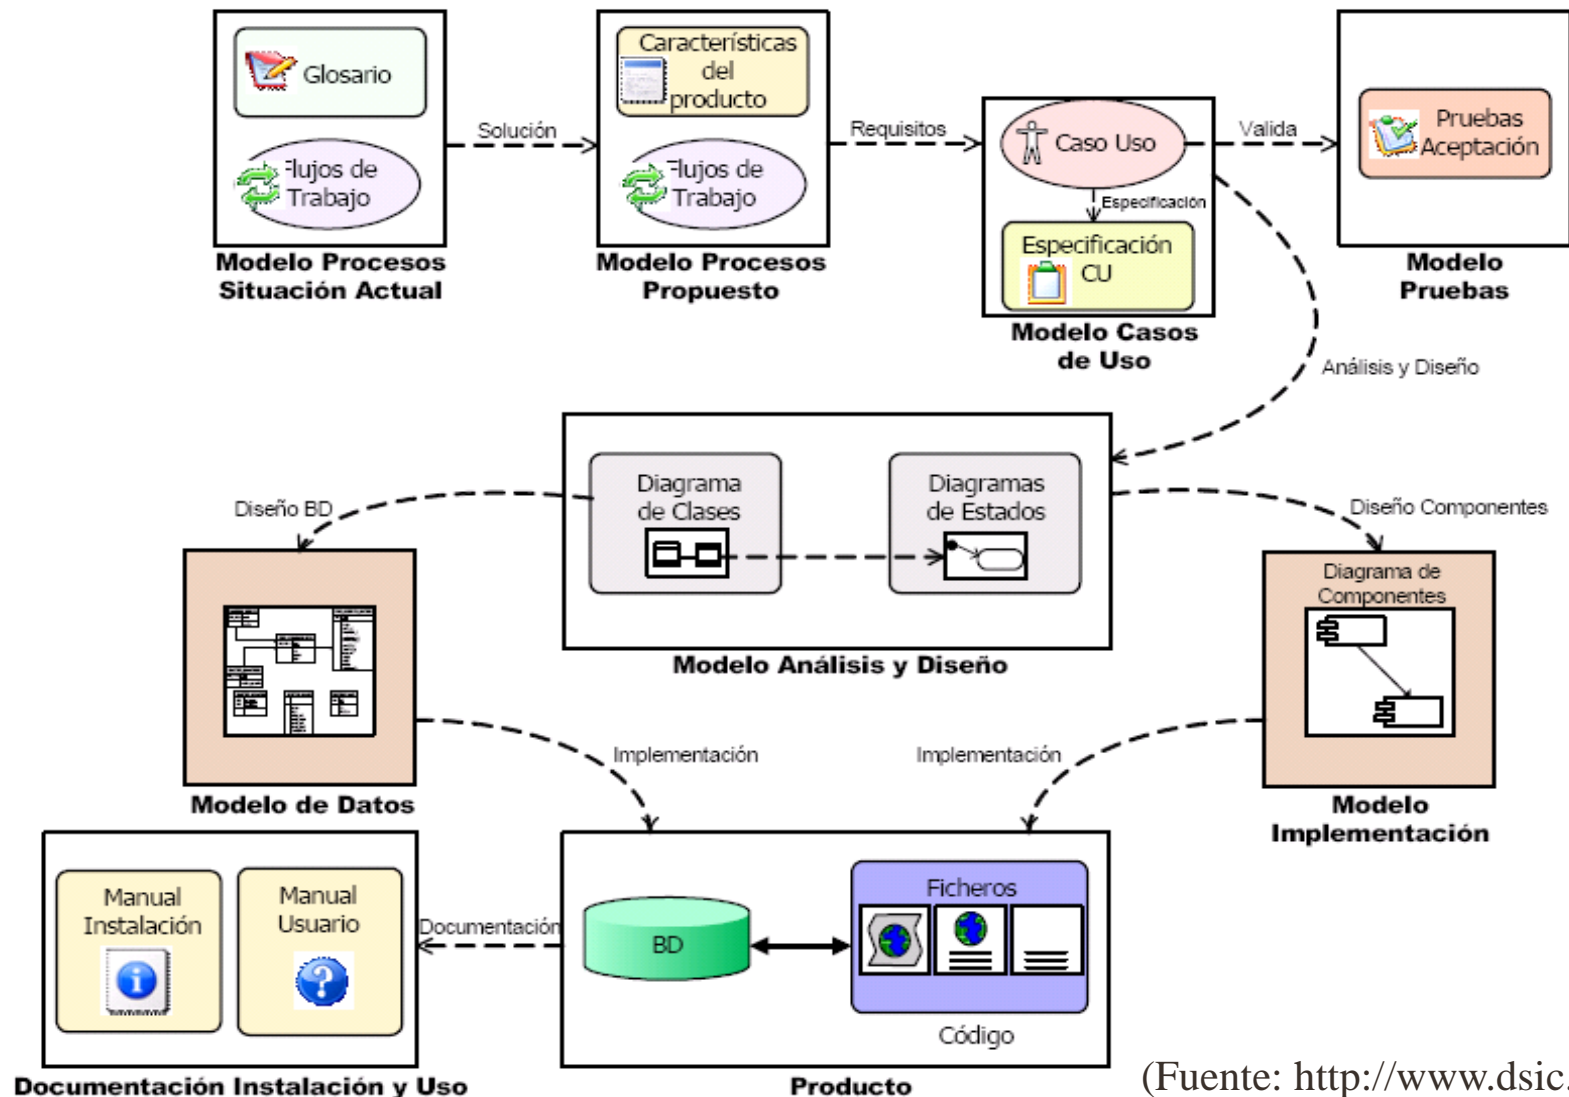 Glosario
Flujos de
Trabajo
Modelo Procesos
Situación Actual
Solución
Características
del
producto
Flujos de
Trabajo
Modelo Procesos
Propuesto
Requisitos
Caso Uso
Especificación
Especificación
CU
Modelo Casos
de Uso
Valida
Pruebas
Aceptación
Modelo
Pruebas
Análisis y Diseño
Diagrama
de Clases
Diagramas
de Estados
Modelo Análisis y Diseño
Diseño BD
Modelo de Datos
Diseño Componentes
Diagrama de
Componentes
Modelo
Implementación
Implementación
Implementación
BD
Ficheros
Código
Producto
Documentación
Manual
Instalación
Manual
Usuario
Documentación Instalación y Uso
(Fuente: http://www.dsic.